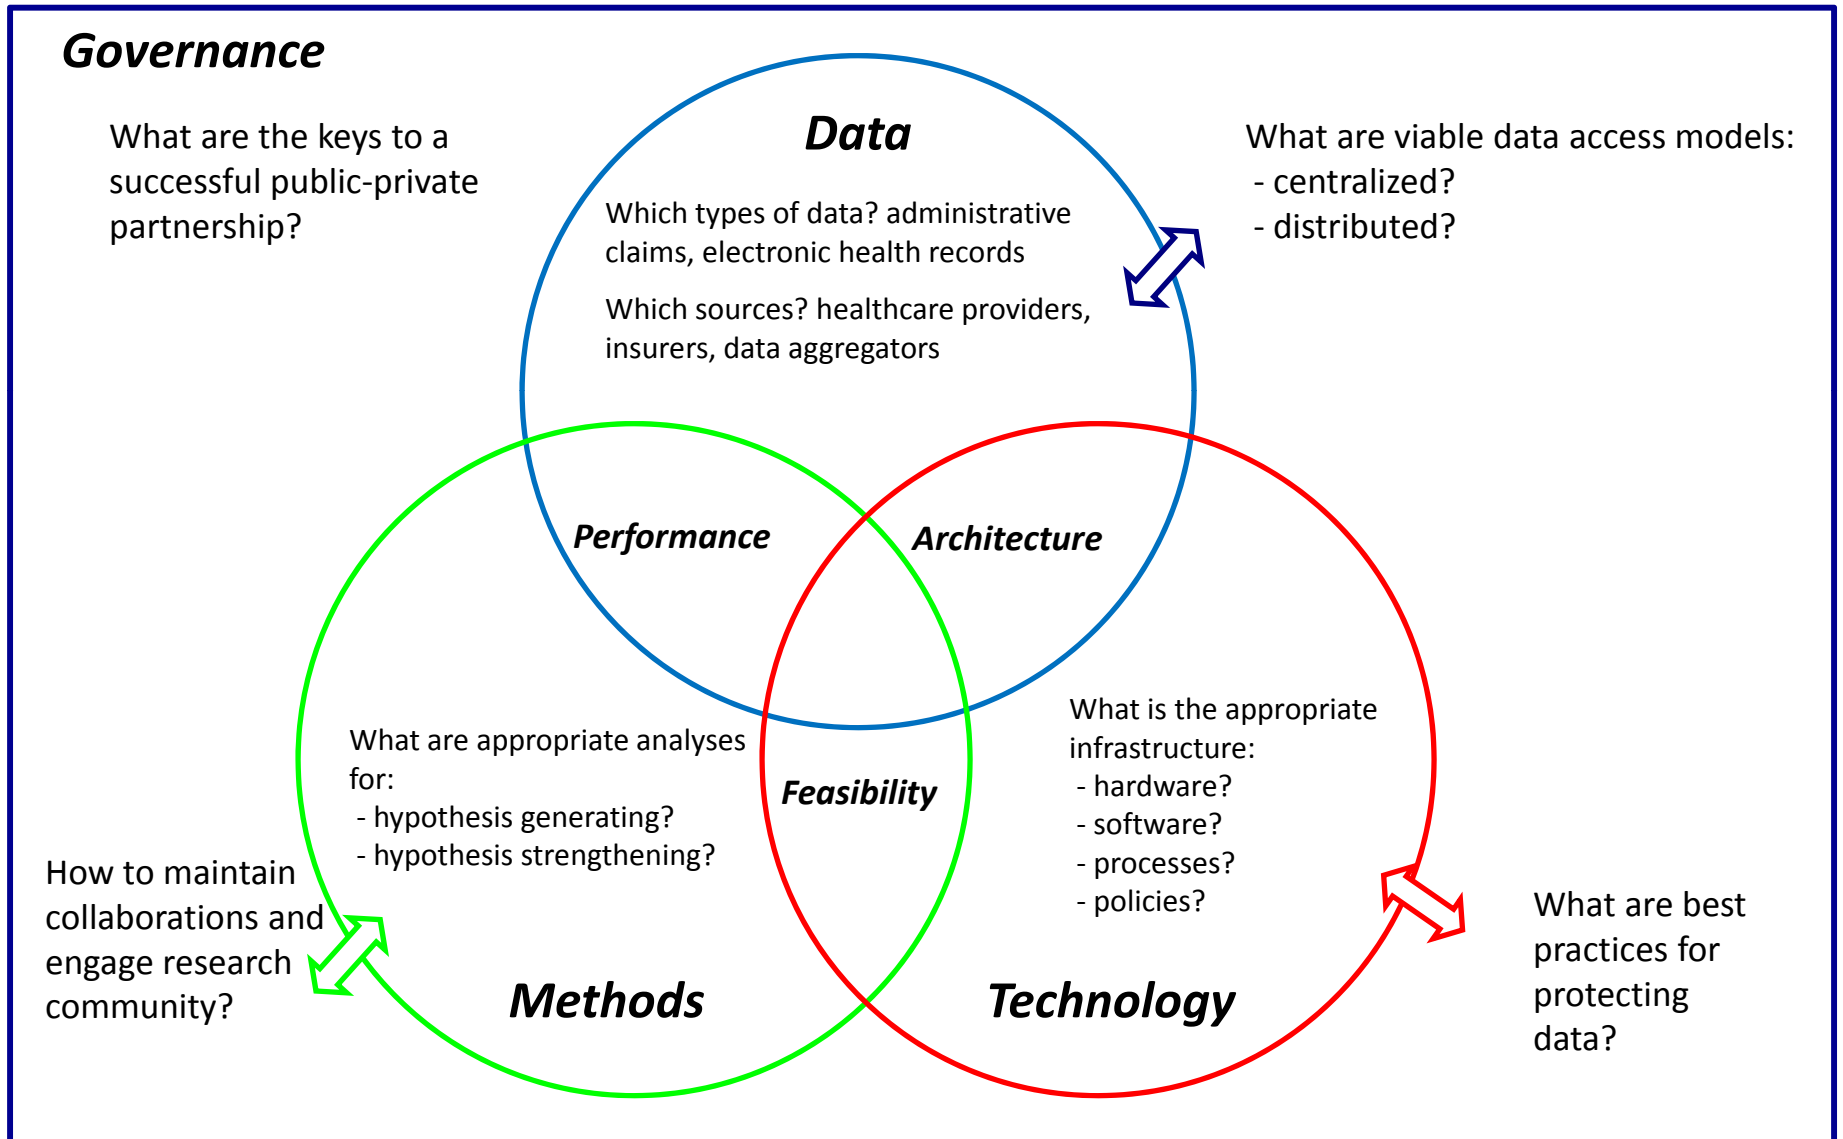 Governance
What are the keys to a
successful public-private
partnership?
Data
Which types of data? administrative
claims, electronic health records
Which sources? healthcare providers,
insurers, data aggregators
What are viable data access models:
- centralized?
- distributed?
Performance
Architecture
Feasibility
What are appropriate analyses
for:
- hypothesis generating?
- hypothesis strengthening?
Methods
What is the appropriate
infrastructure:
- hardware?
- software?
- processes?
- policies?
Technology
How to maintain
collaborations and
engage research
community?
What are best
practices for
protecting
data?